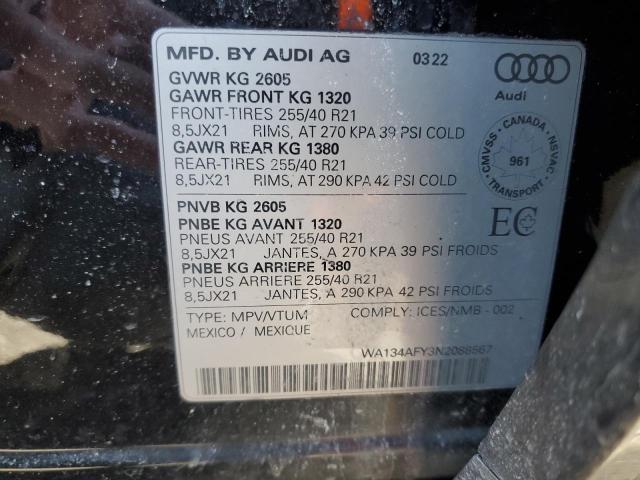 MFD. BY AUDI AG 03.22
Audi
GVWR KG 2605
GAWR FRONT KG 1320
FRONT-TIRES 255/40 R21
8,5JX21 RIMS, AT 270 KPA 39 PSI COLD
GAWR REAR KG 1380
REAR-TIRES 255/40 R21
8,5JX21 RIMS, AT 290 KPA 42 PSI COLD
CMVSS - CANADA - NSVAC
961
TRANSPORT
PNVB KG 2605
PNBE KG AVANT 1320
PNEUS AVANT 255/40 R21
8,5JX21 JANTES, A 270 KPA 39 PSI FROIDS
PNBE KG ARRIERE 1380
PNEUS ARRIERE 255/40 R21
8,5JX21 JANTES, A 290 KPA 42 PSI FROIDS
EC
TYPE: MPV/VTUM COMPLY: ICES/NMB - 002
MEXICO / MEXIQUE
WA134AFY3N2088567